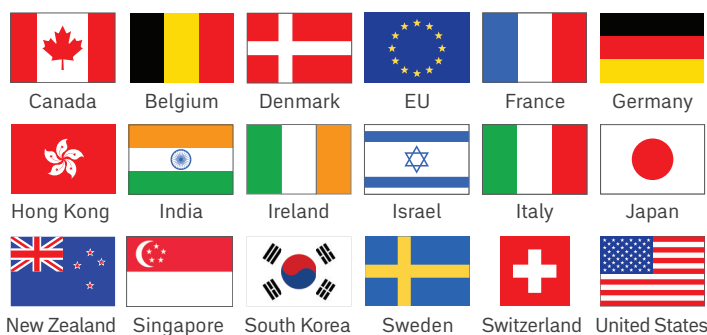 Canada Belgium Denmark EU France Germany
Hong Kong India Ireland Israel Italy Japan
New Zealand Singapore South Korea Sweden Switzerland United States